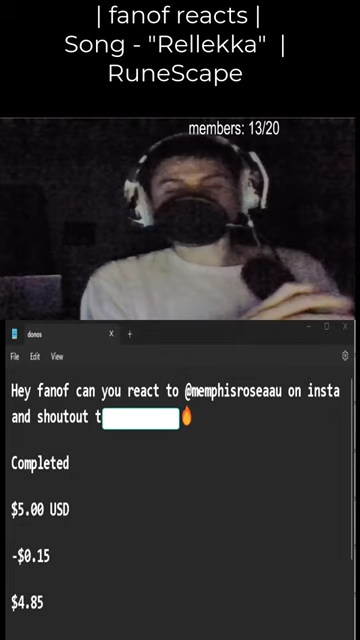 | fanof reacts |
Song - "Rellekka" |
RuneScape
members: 13/20
donos
File Edit View
Hey fanof can you react to @memphisroseaau on insta
and shoutout t
Completed
$5.00 USD
-$0.15
$4.85